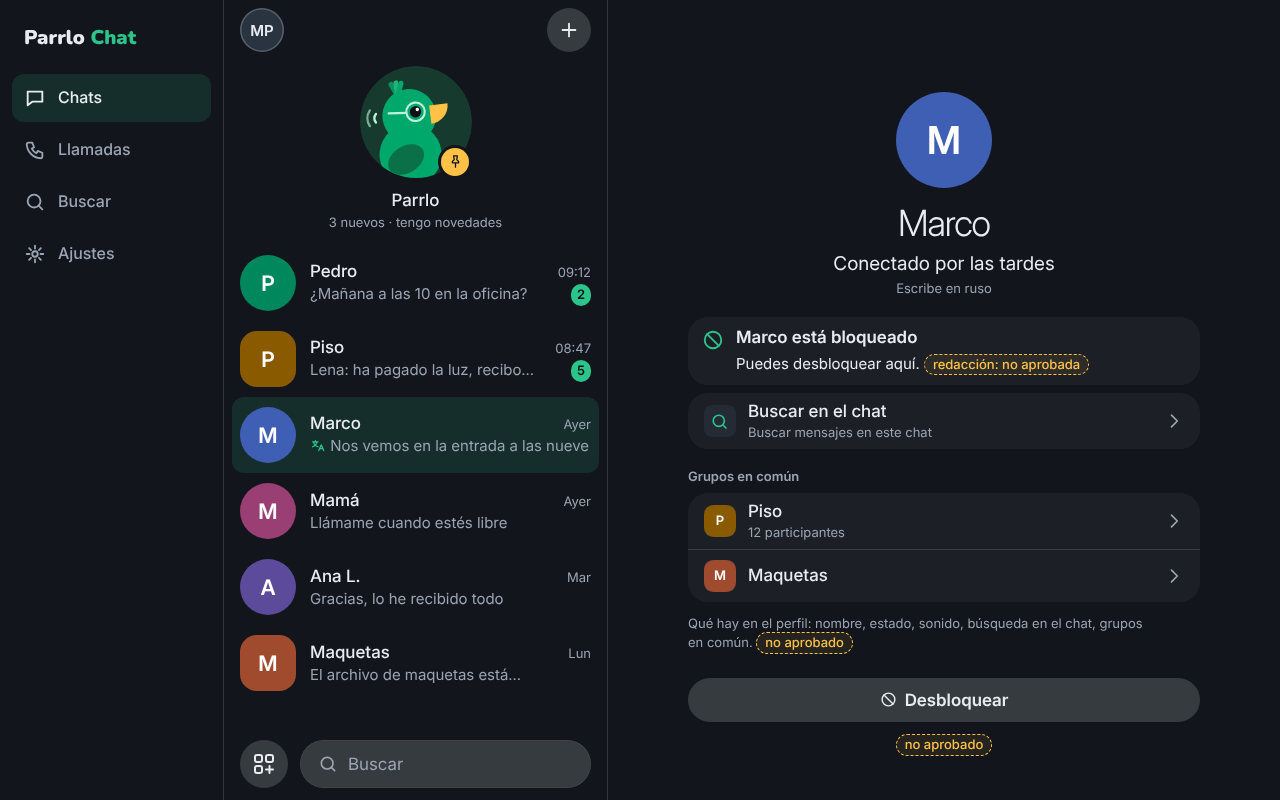 Parrlo Chat
Chats
Llamadas
Buscar
Ajustes
MP
Parrlo
3 nuevos · tengo novedades
P
Pedro
09:12
¿Mañana a las 10 en la oficina?
2
P
Piso
08:47
Lena: ha pagado la luz, recibo...
5
M
Marco
Ayer
Nos vemos en la entrada a las nueve
M
Mamá
Ayer
Llámame cuando estés libre
A
Ana L.
Mar
Gracias, lo he recibido todo
M
Maquetas
Lun
El archivo de maquetas está...
Buscar
M
Marco
Conectado por las tardes
Escribe en ruso
Marco está bloqueado
Puedes desbloquear aquí. redacción: no aprobada
Buscar en el chat
Buscar mensajes en este chat
Grupos en común
P
Piso
12 participantes
M
Maquetas
Qué hay en el perfil: nombre, estado, sonido, búsqueda en el chat, grupos
en común. no aprobado
Desbloquear
no aprobado